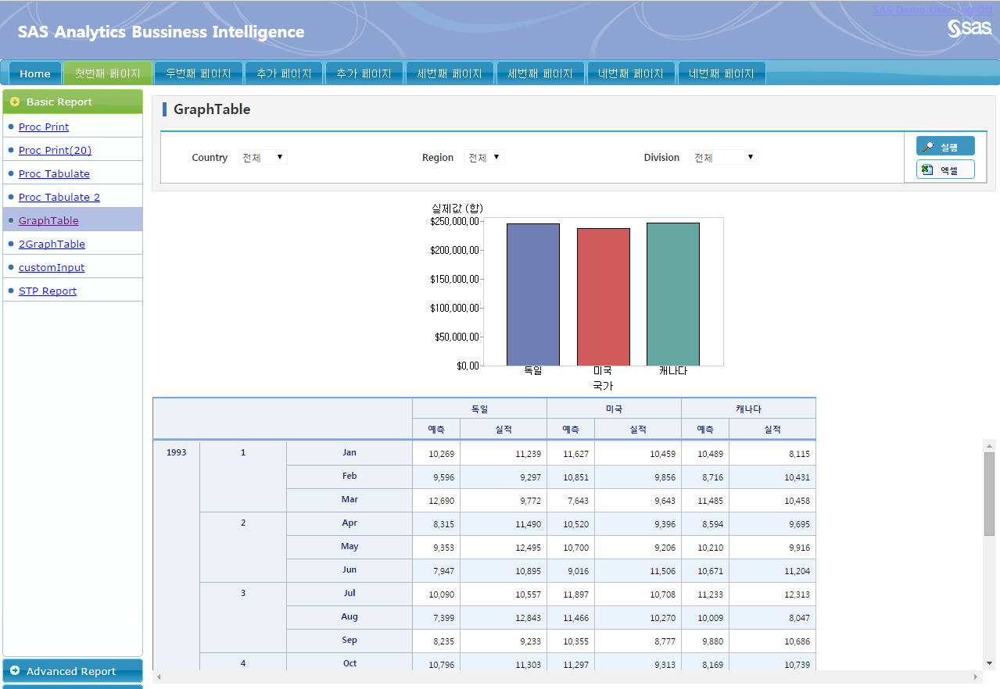 SAS Demo User Log Off
SAS Analytics Bussiness Intelligence
sas
Home 첫번째 페이지 두번째 페이지 추가 페이지 추가 페이지 세번째 페이지 세번째 페이지 네번째 페이지 네번째 페이지
Basic Report
Proc Print
Proc Print(20)
Proc Tabulate
Proc Tabulate 2
GraphTable
2GraphTable
customInput
STP Report
Advanced Report
GraphTable
Country 전체 Region 전체 Division 전체
실행
엑셀
실제값 (합)
$250,000,00
$200,000,00
$150,000,00
$100,000,00
$50,000,00
$0,00
독일 미국 캐나다
국가
독일 미국 캐나다
예측 실적 예측 실적 예측 실적
1993 1 Jan 10,269 11,239 11,627 10,459 10,489 8,115
Feb 9,596 9,297 10,851 9,856 8,716 10,431
Mar 12,690 9,772 7,643 9,643 11,485 10,458
2 Apr 8,315 11,490 10,520 9,396 8,594 9,695
May 9,353 12,495 10,700 9,206 10,210 9,916
Jun 7,947 10,895 9,016 11,506 10,671 11,204
3 Jul 10,090 10,557 11,897 10,708 11,233 12,313
Aug 7,399 12,843 11,466 10,270 10,009 8,047
Sep 8,235 9,233 10,355 8,777 9,880 10,686
4 Oct 10,796 11,303 11,297 9,313 8,169 10,739